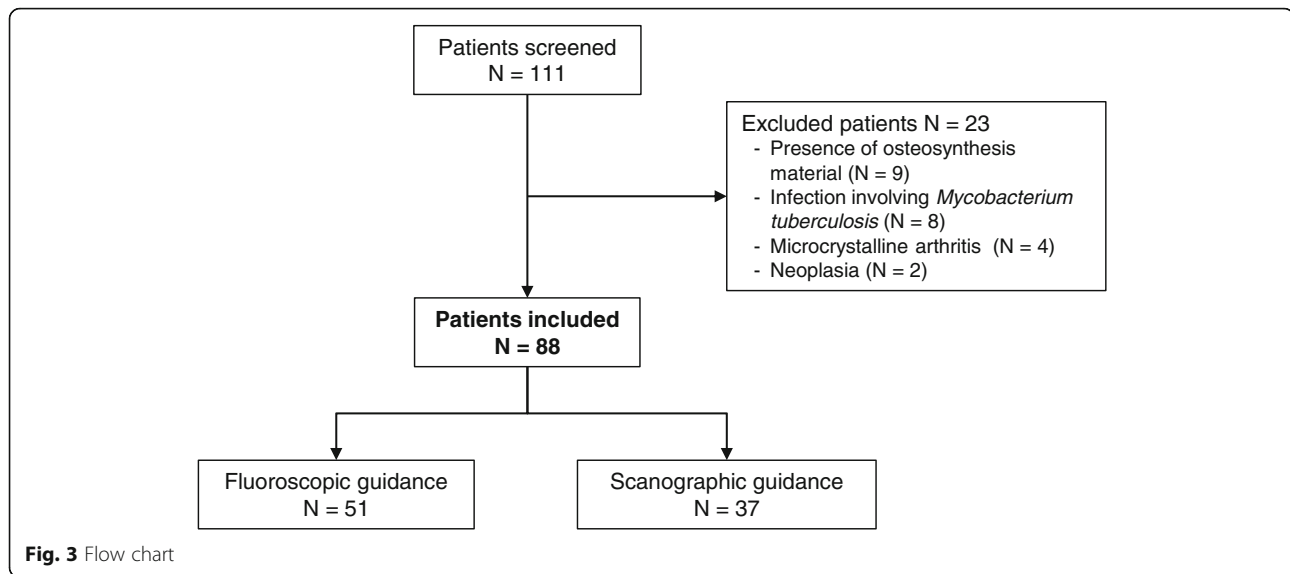 Patients screened
N = 111
Excluded patients N = 23
- Presence of osteosynthesis
material (N = 9)
- Infection involving Mycobacterium
tuberculosis (N = 8)
- Microcrystalline arthritis (N = 4)
- Neoplasia (N = 2)
Patients included
N = 88
Fluoroscopic guidance
N = 51
Scanographic guidance
N = 37
Fig. 3 Flow chart